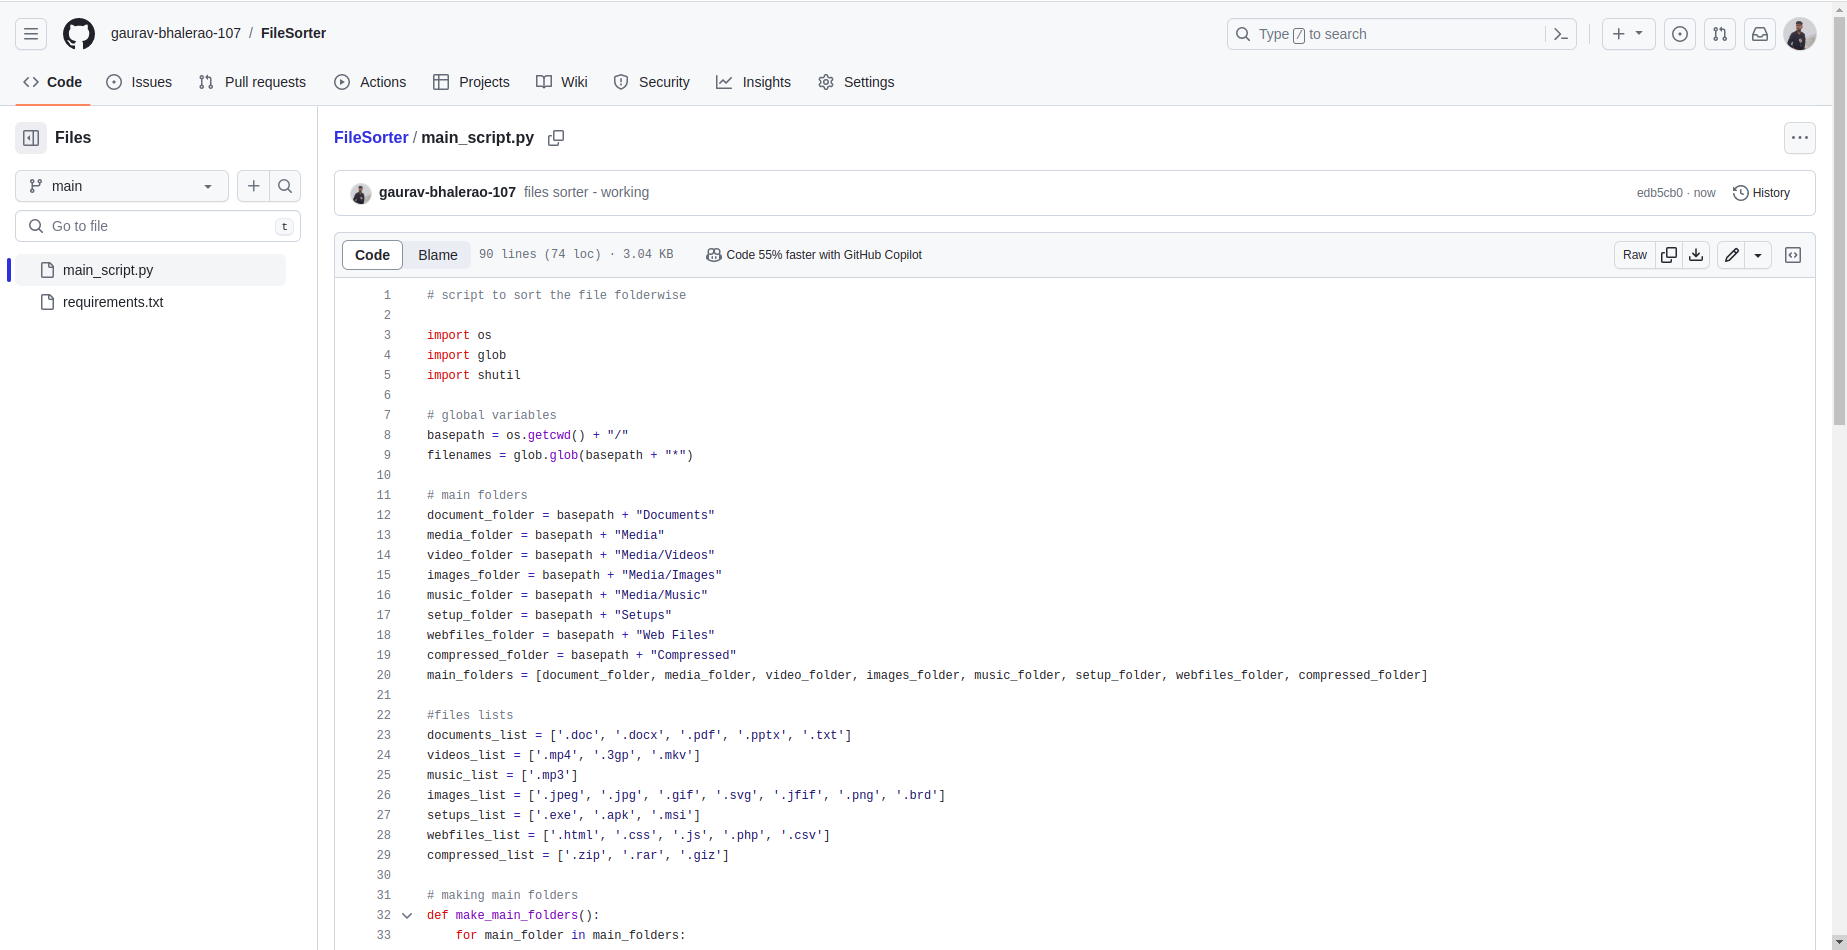 gaurav-bhalerao-107 / FileSorter
Type / to search
Code
Issues
Pull requests
Actions
Projects
Wiki
Security
Insights
Settings
Files
main
Go to file
t
main_script.py
requirements.txt
FileSorter / main_script.py
gaurav-bhalerao-107 files sorter - working
edb5cb0 · now
History
Code
Blame
90 lines (74 loc) · 3.04 KB
Code 55% faster with GitHub Copilot
Raw
1 # script to sort the file folderwise
2
3 import os
4 import glob
5 import shutil
6
7 # global variables
8 basepath = os.getcwd() + "/"
9 filenames = glob.glob(basepath + "*")
10
11 # main folders
12 document_folder = basepath + "Documents"
13 media_folder = basepath + "Media"
14 video_folder = basepath + "Media/Videos"
15 images_folder = basepath + "Media/Images"
16 music_folder = basepath + "Media/Music"
17 setup_folder = basepath + "Setups"
18 webfiles_folder = basepath + "Web Files"
19 compressed_folder = basepath + "Compressed"
20 main_folders = [document_folder, media_folder, video_folder, images_folder, music_folder, setup_folder, webfiles_folder, compressed_folder]
21
22 #files lists
23 documents_list = ['.doc', '.docx', '.pdf', '.pptx', '.txt']
24 videos_list = ['.mp4', '.3gp', '.mkv']
25 music_list = ['.mp3']
26 images_list = ['.jpeg', '.jpg', '.gif', '.svg', '.jfif', '.png', '.brd']
27 setups_list = ['.exe', '.apk', '.msi']
28 webfiles_list = ['.html', '.css', '.js', '.php', '.csv']
29 compressed_list = ['.zip', '.rar', '.giz']
30
31 # making main folders
32 def make_main_folders():
33     for main_folder in main_folders: